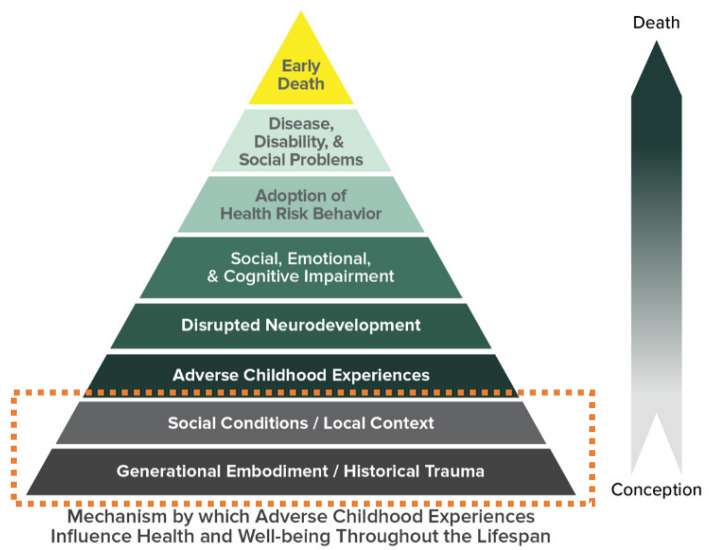 Death
Early
Death
Disease,
Disability, &
Social Problems
Adoption of
Health Risk Behavior
Social, Emotional,
& Cognitive Impairment
Disrupted Neurodevelopment
Adverse Childhood Experiences
Social Conditions / Local Context
Generational Embodiment / Historical Trauma
Conception
Mechanism by which Adverse Childhood Experiences
Influence Health and Well-being Throughout the Lifespan